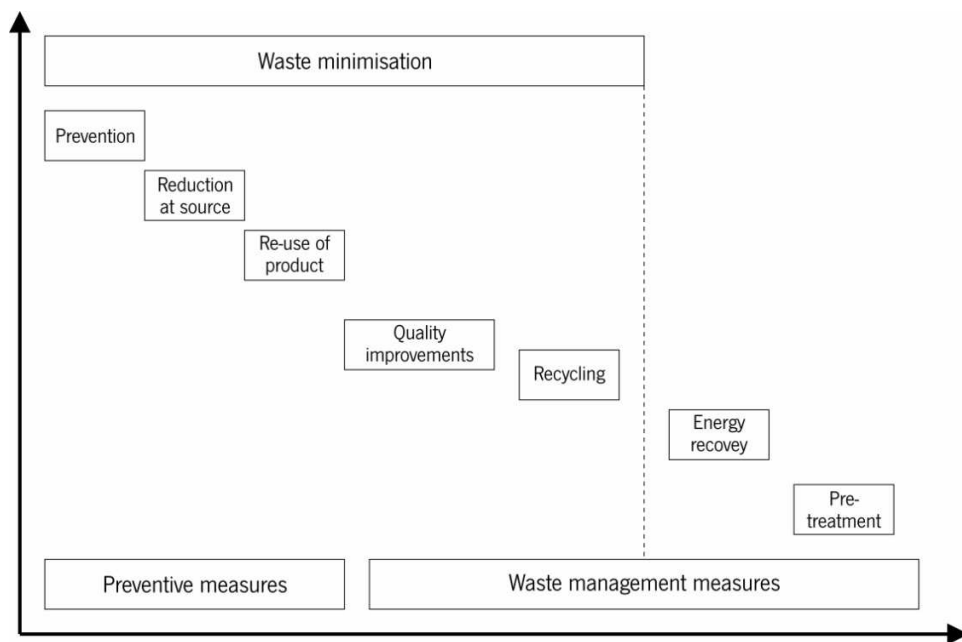 Waste minimisation
Prevention
Reduction
at source
Re-use of
product
Quality
improvements
Recycling
Energy
recovey
Pre-
treatment
Preventive measures
Waste management measures